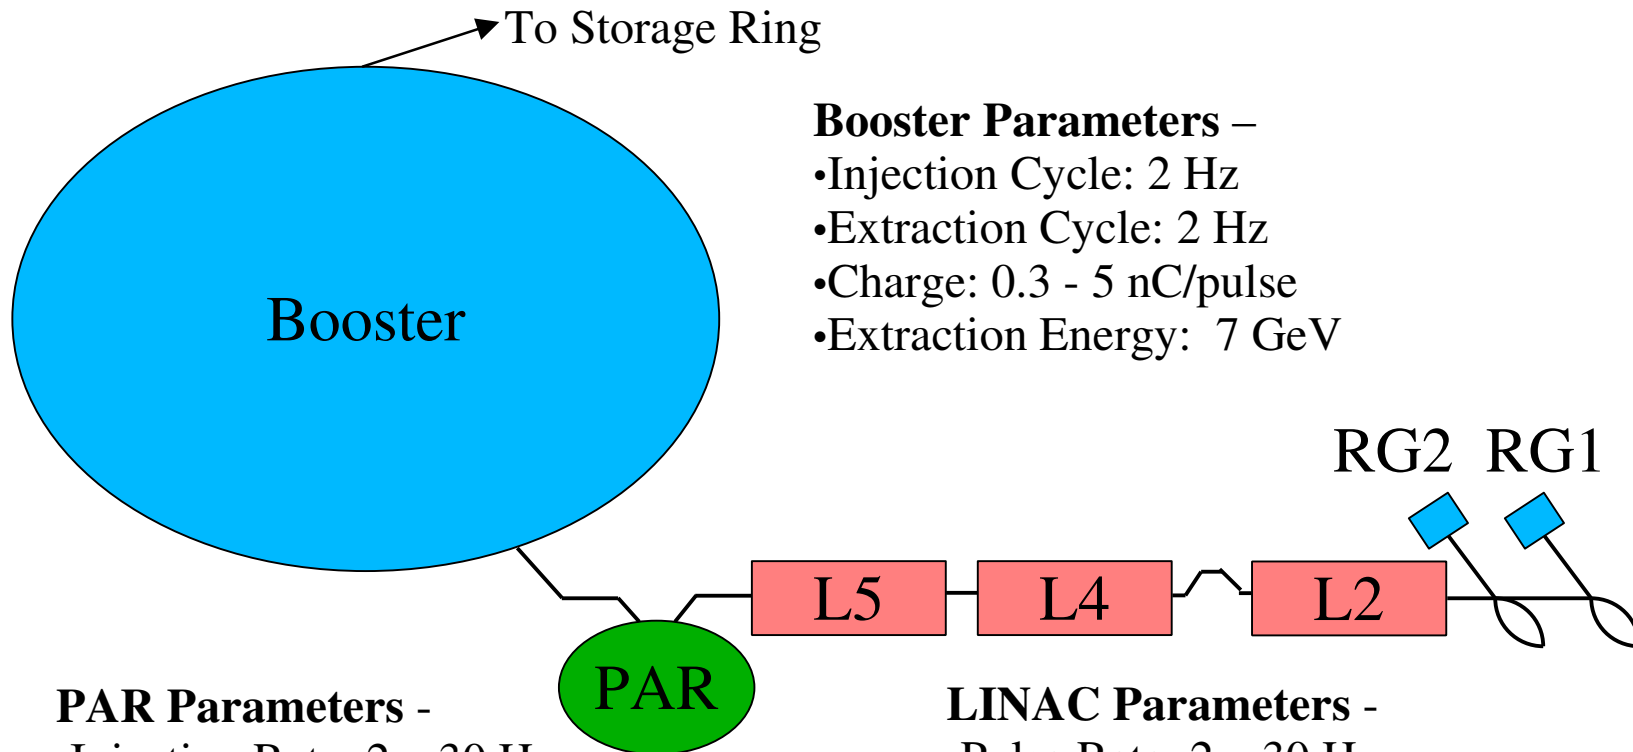 To Storage Ring
Booster Parameters –
•Injection Cycle: 2 Hz
•Extraction Cycle: 2 Hz
•Charge: 0.3 - 5 nC/pulse
•Extraction Energy: 7 GeV
Booster
RG2 RG1
L5 L4 L2
PAR
PAR Parameters -
LINAC Parameters -